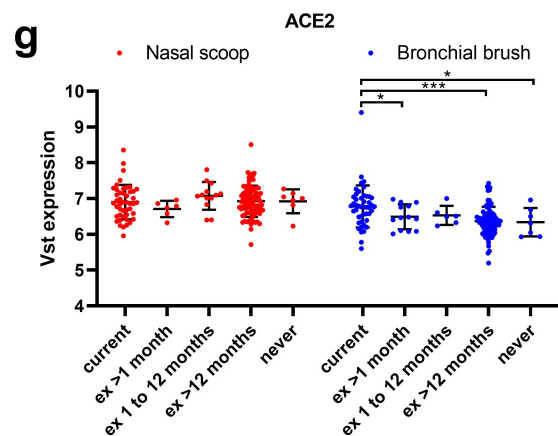 g
ACE2
Nasal scoop
Bronchial brush
*
***
*
Vst expression
10
9
8
7
6
5
4
current
ex >1 month
ex 1 to 12 months
ex >12 months
never
current
ex >1 month
ex 1 to 12 months
ex >12 months
never